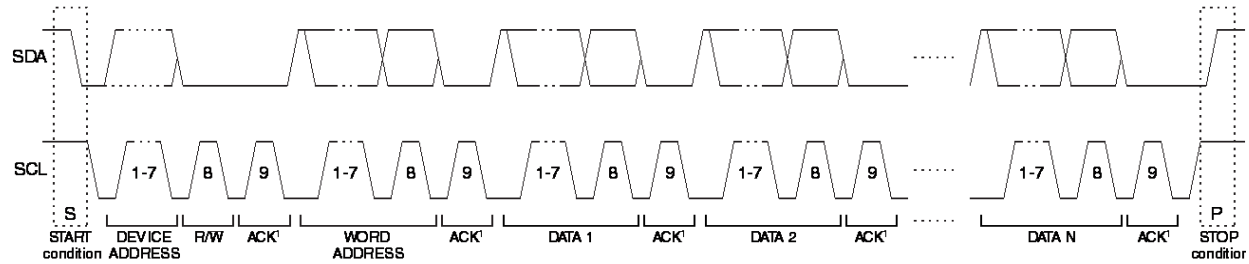 SDA
SCL
1-7 8 9 1-7 8 9 1-7 8 9 1-7 8 9 1-7 8 9
S P
START condition DEVICE ADDRESS R/W ACK¹ WORD ADDRESS ACK¹ DATA 1 ACK¹ DATA 2 ACK¹ DATA N ACK¹ STOP condition